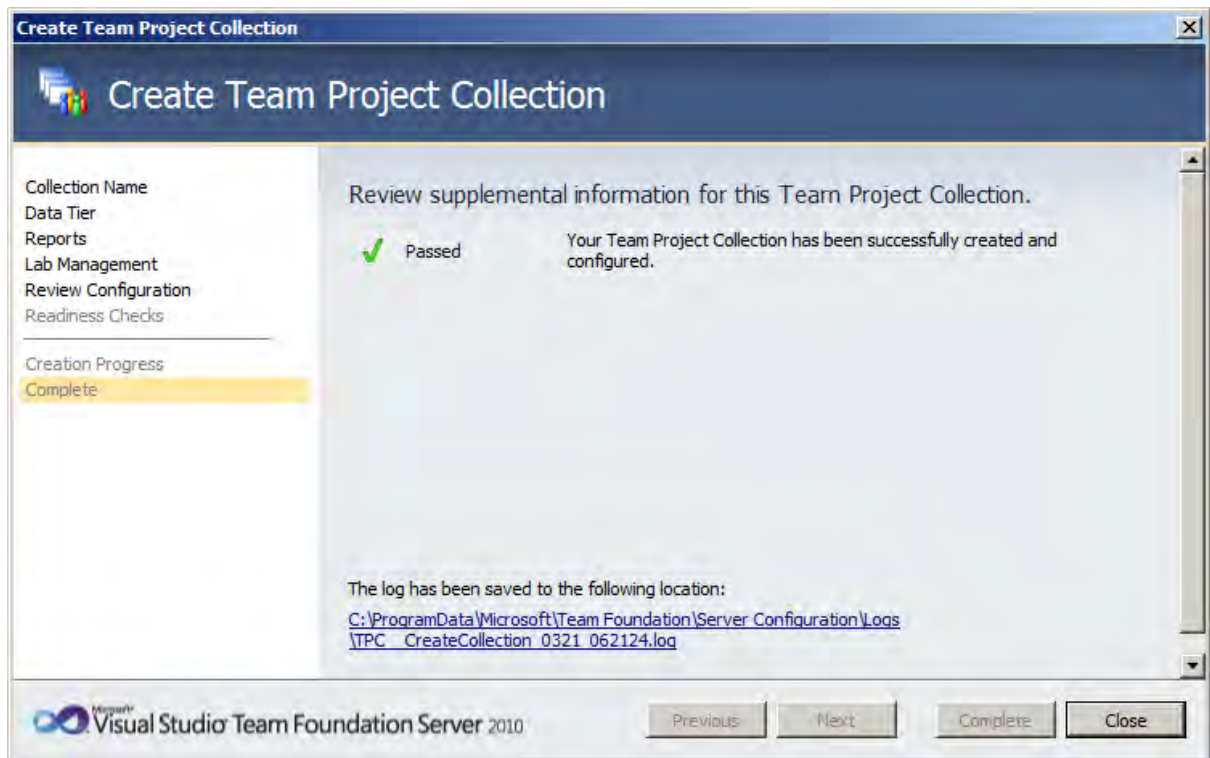 Create Team Project Collection
Create Team Project Collection
Collection Name
Data Tier
Reports
Lab Management
Review Configuration
Readiness Checks
Creation Progress
Complete
Review supplemental information for this Team Project Collection.
Passed
Your Team Project Collection has been successfully created and
configured.
The log has been saved to the following location:
C:\ProgramData\Microsoft\Team Foundation\Server Configuration\Logs
\TPC__CreateCollection_0321_062124.log
Microsoft
Visual Studio Team Foundation Server 2010
Previous
Next
Complete
Close